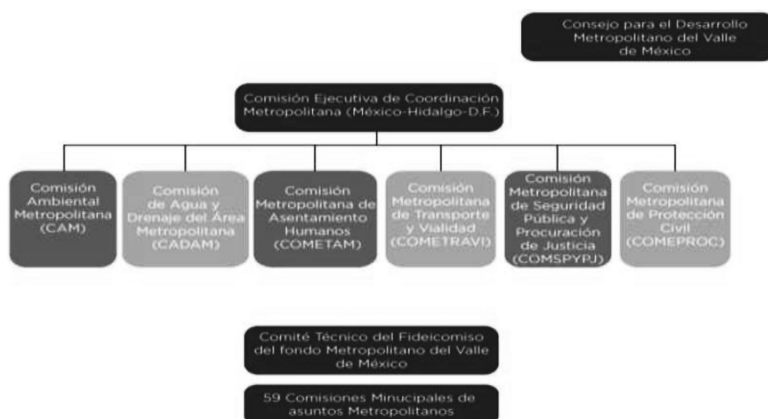 Consejo para el Desarrollo
Metropolitano del Valle
de México
Comisión Ejecutiva de Coordinación
Metropolitana (México-Hidalgo-D.F.)
Comisión
Ambiental
Metropolitana
(CAM)
Comisión
de Agua y
Drenaje del Área
Metropolitana
(CADAM)
Comisión
Metropolitana de
Asentamiento
Humanos
(COMETAM)
Comisión
Metropolitana
de Transporte
y Vialidad
(COMETRAVI)
Comisión
Metropolitana
de Seguridad
Pública y
Procuración
de Justicia
(COMSPYPJ)
Comisión
Metropolitana
de Protección
Civil
(COMEPROC)
Comité Técnico del Fideicomiso
del fondo Metropolitano del Valle
de México
59 Comisiones Minucipales de
asuntos Metropolitanos